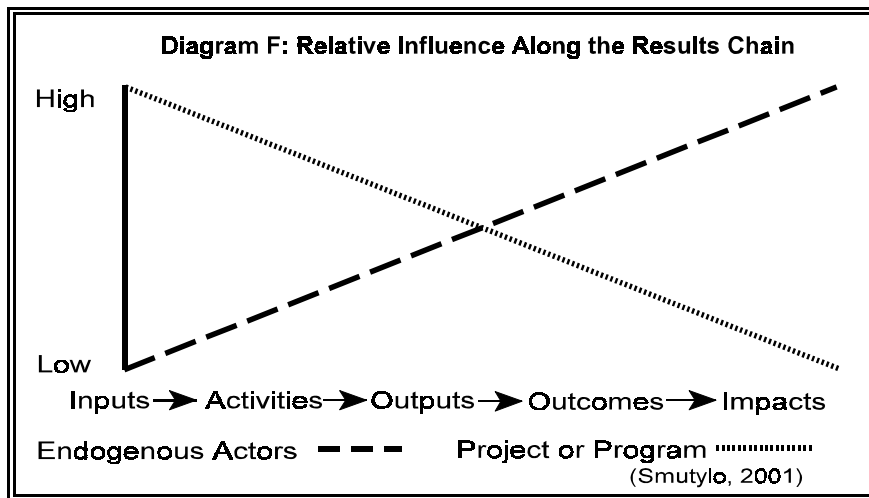 Diagram F: Relative Influence Along the Results Chain
High
Low
Inputs → Activities → Outputs → Outcomes → Impacts
Endogenous Actors
Project or Program
(Smutylo, 2001)